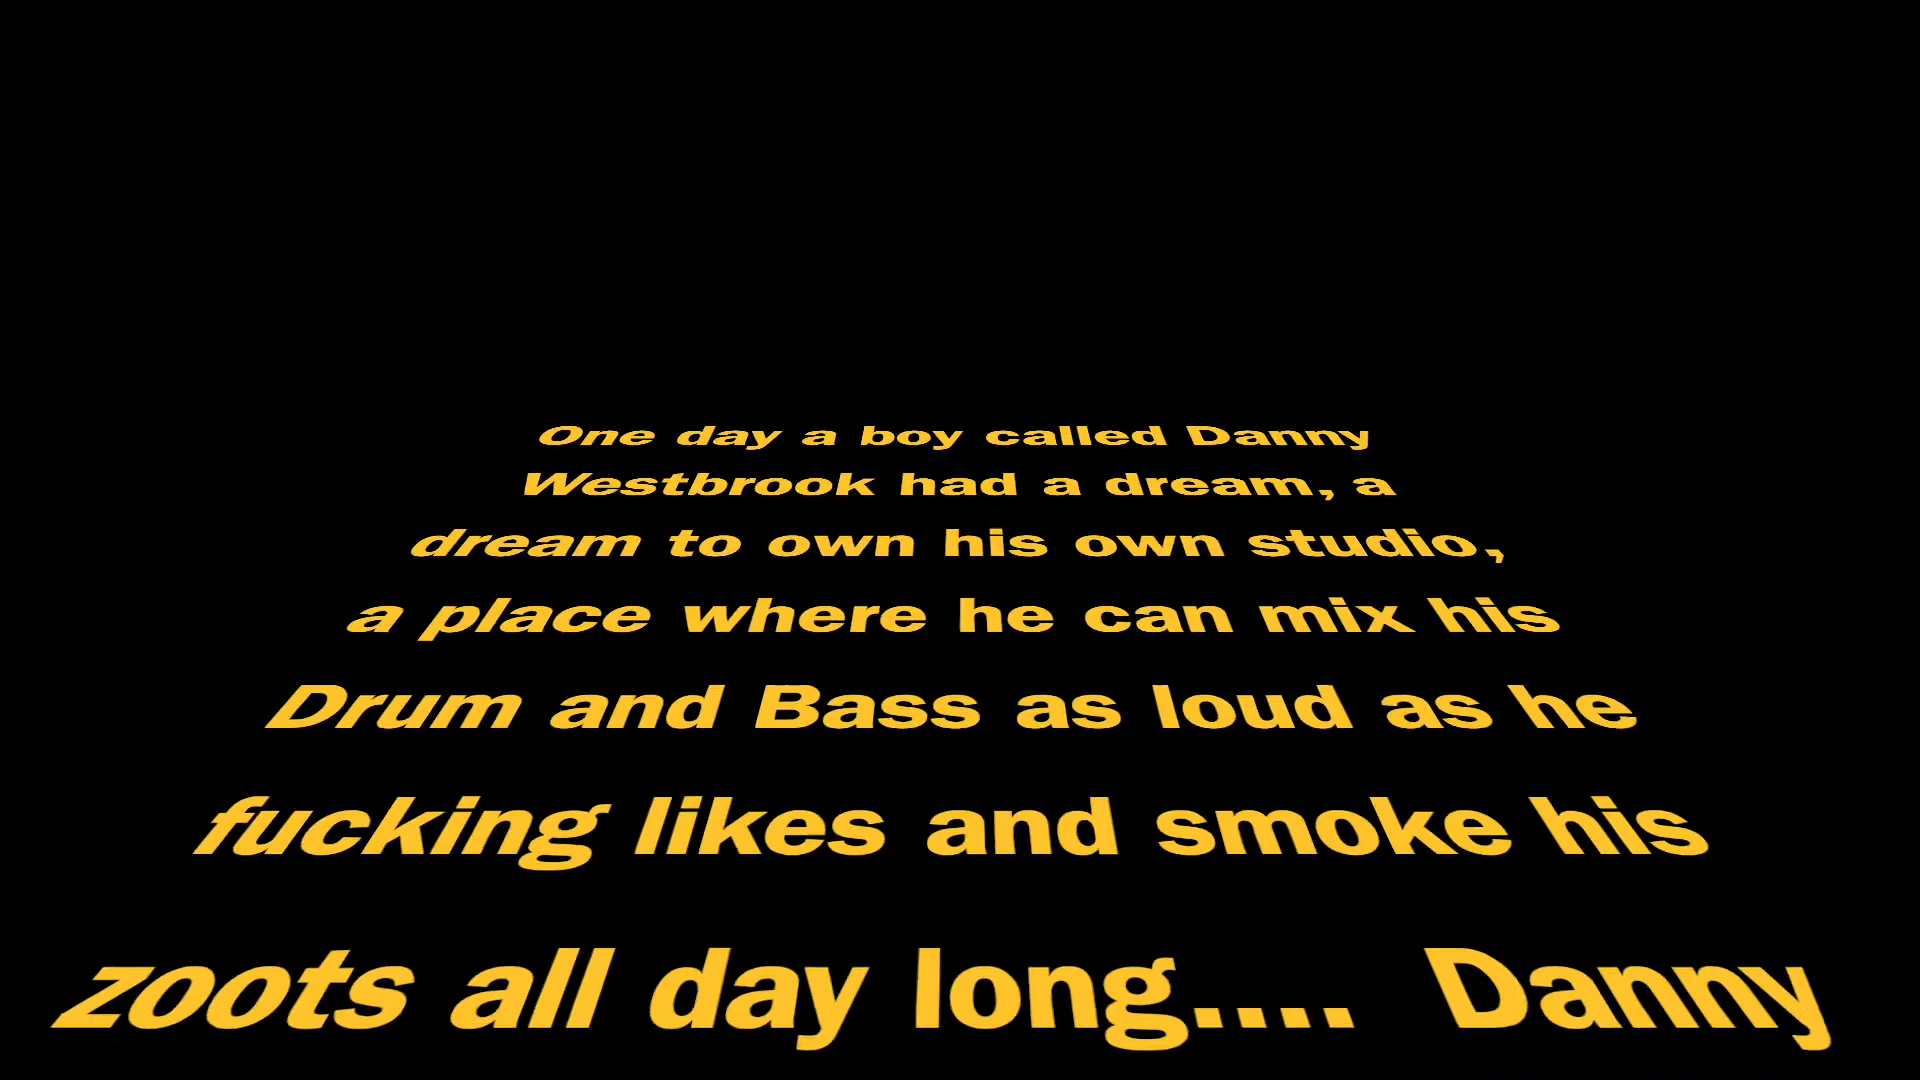 One day a boy called Danny
Westbrook had a dream, a
dream to own his own studio,
a place where he can mix his
Drum and Bass as loud as he
fucking likes and smoke his
zoots all day long.... Danny